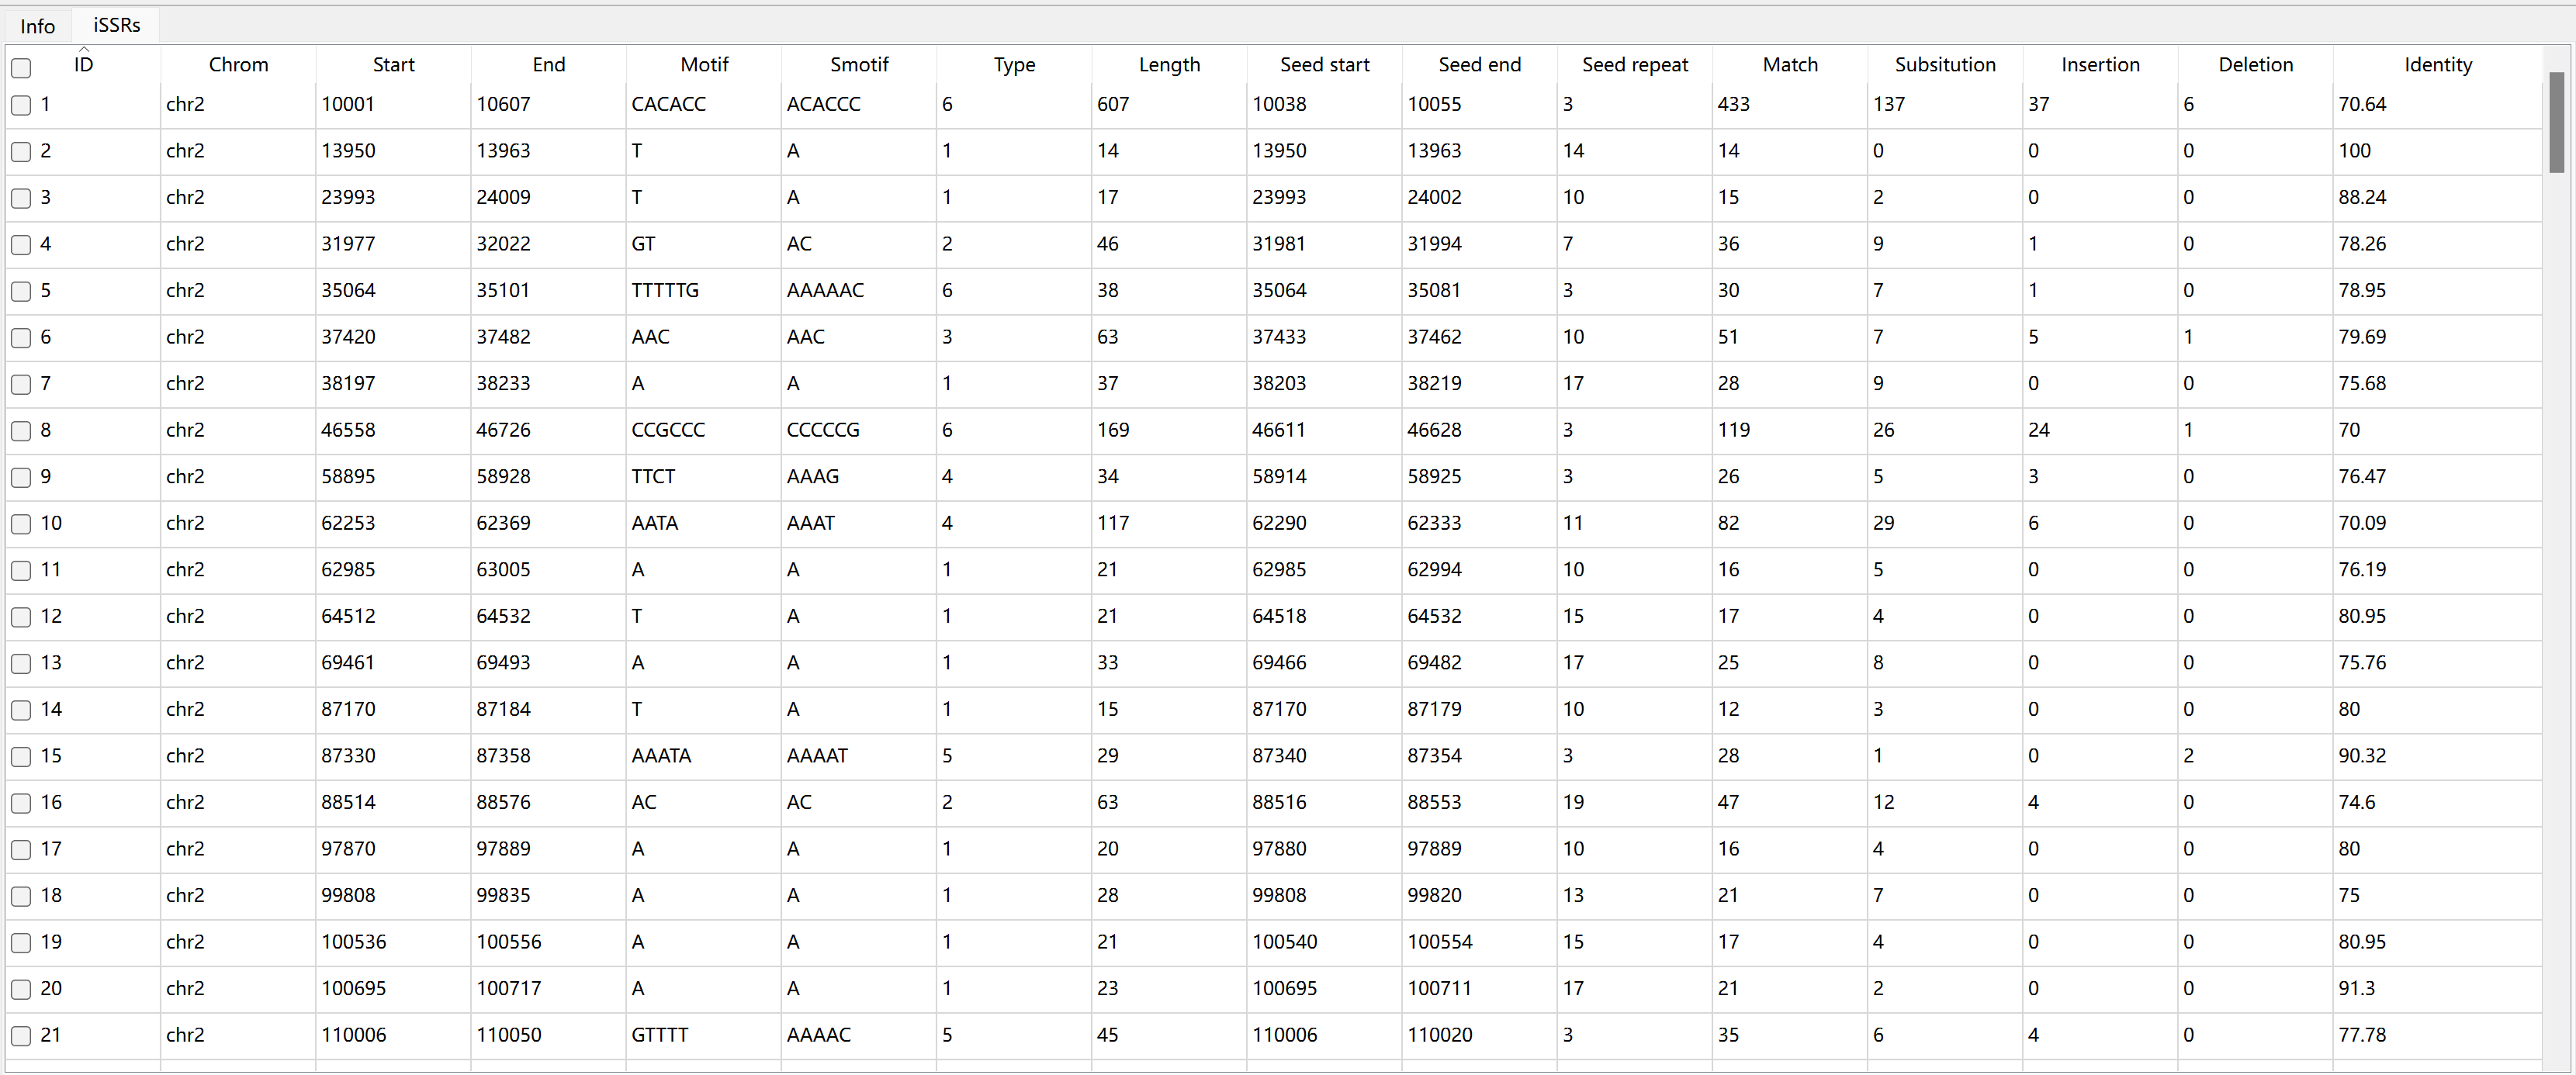 Info iSSRs
ID Chrom Start End Motif Smotif Type Length Seed start Seed end Seed repeat Match Subsitution Insertion Deletion Identity
1 chr2 10001 10607 CACACC ACACCC 6 607 10038 10055 3 433 137 37 6 70.64
2 chr2 13950 13963 T A 1 14 13950 13963 14 14 0 0 0 100
3 chr2 23993 24009 T A 1 17 23993 24002 10 15 2 0 0 88.24
4 chr2 31977 32022 GT AC 2 46 31981 31994 7 36 9 1 0 78.26
5 chr2 35064 35101 TTTTTG AAAAAC 6 38 35064 35081 3 30 7 1 0 78.95
6 chr2 37420 37482 AAC AAC 3 63 37433 37462 10 51 7 5 1 79.69
7 chr2 38197 38233 A A 1 37 38203 38219 17 28 9 0 0 75.68
8 chr2 46558 46726 CCGCCC CCCCCG 6 169 46611 46628 3 119 26 24 1 70
9 chr2 58895 58928 TTCT AAAG 4 34 58914 58925 3 26 5 3 0 76.47
10 chr2 62253 62369 AATA AAAT 4 117 62290 62333 11 82 29 6 0 70.09
11 chr2 62985 63005 A A 1 21 62985 62994 10 16 5 0 0 76.19
12 chr2 64512 64532 T A 1 21 64518 64532 15 17 4 0 0 80.95
13 chr2 69461 69493 A A 1 33 69466 69482 17 25 8 0 0 75.76
14 chr2 87170 87184 T A 1 15 87170 87179 10 12 3 0 0 80
15 chr2 87330 87358 AAATA AAAAT 5 29 87340 87354 3 28 1 0 2 90.32
16 chr2 88514 88576 AC AC 2 63 88516 88553 19 47 12 4 0 74.6
17 chr2 97870 97889 A A 1 20 97880 97889 10 16 4 0 0 80
18 chr2 99808 99835 A A 1 28 99808 99820 13 21 7 0 0 75
19 chr2 100536 100556 A A 1 21 100540 100554 15 17 4 0 0 80.95
20 chr2 100695 100717 A A 1 23 100695 100711 17 21 2 0 0 91.3
21 chr2 110006 110050 GTTTT AAAAC 5 45 110006 110020 3 35 6 4 0 77.78